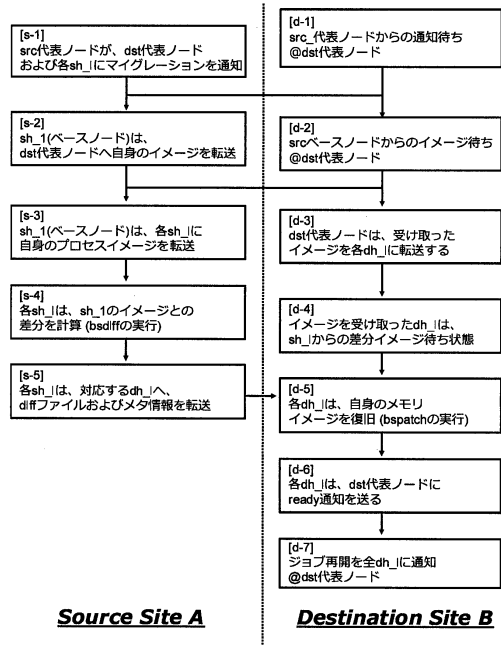 [s-1]
src代表ノードが、dst代表ノード
および各sh_iにマイグレーションを通知
[s-2]
sh_1(ベースノード)は、
dst代表ノードへ自身のイメージを転送
[s-3]
sh_1(ベースノード)は、各sh_iに
自身のプロセスイメージを転送
[s-4]
各sh_iは、sh_1のイメージとの
差分を計算 (bsdiffの実行)
[s-5]
各sh_iは、対応するdh_iへ、
diffファイルおよびメタ情報を転送
Source Site A
[d-1]
src_代表ノードからの通知待ち
@dst代表ノード
[d-2]
srcベースノードからのイメージ待ち
@dst代表ノード
[d-3]
dst代表ノードは、受け取った
イメージを各dh_iに転送する
[d-4]
イメージを受け取ったdh_iは、
sh_iからの差分イメージ待ち状態
[d-5]
各dh_iは、自身のメモリ
イメージを復旧 (bspatchの実行)
[d-6]
各dh_iは、dst代表ノードに
ready通知を送る
[d-7]
ジョブ再開を全dh_iに通知
@dst代表ノード
Destination Site B